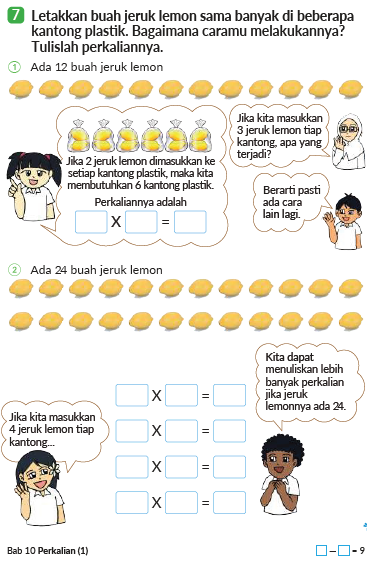 7 Letakkan buah jeruk lemon sama banyak di beberapa
kantong plastik. Bagaimana caramu melakukannya?
Tulislah perkaliannya.
1 Ada 12 buah jeruk lemon
Jika 2 jeruk lemon dimasukkan ke
setiap kantong plastik, maka kita
membutuhkan 6 kantong plastik.
Perkaliannya adalah
X =
Jika kita masukkan
3 jeruk lemon tiap
kantong, apa yang
terjadi?
Berarti pasti
ada cara
lain lagi.
2 Ada 24 buah jeruk lemon
Kita dapat
menuliskan lebih
banyak perkalian
jika jeruk
lemonnya ada 24.
Jika kita masukkan
4 jeruk lemon tiap
kantong...
X =
X =
X =
X =
Bab 10 Perkalian (1)
– = 9